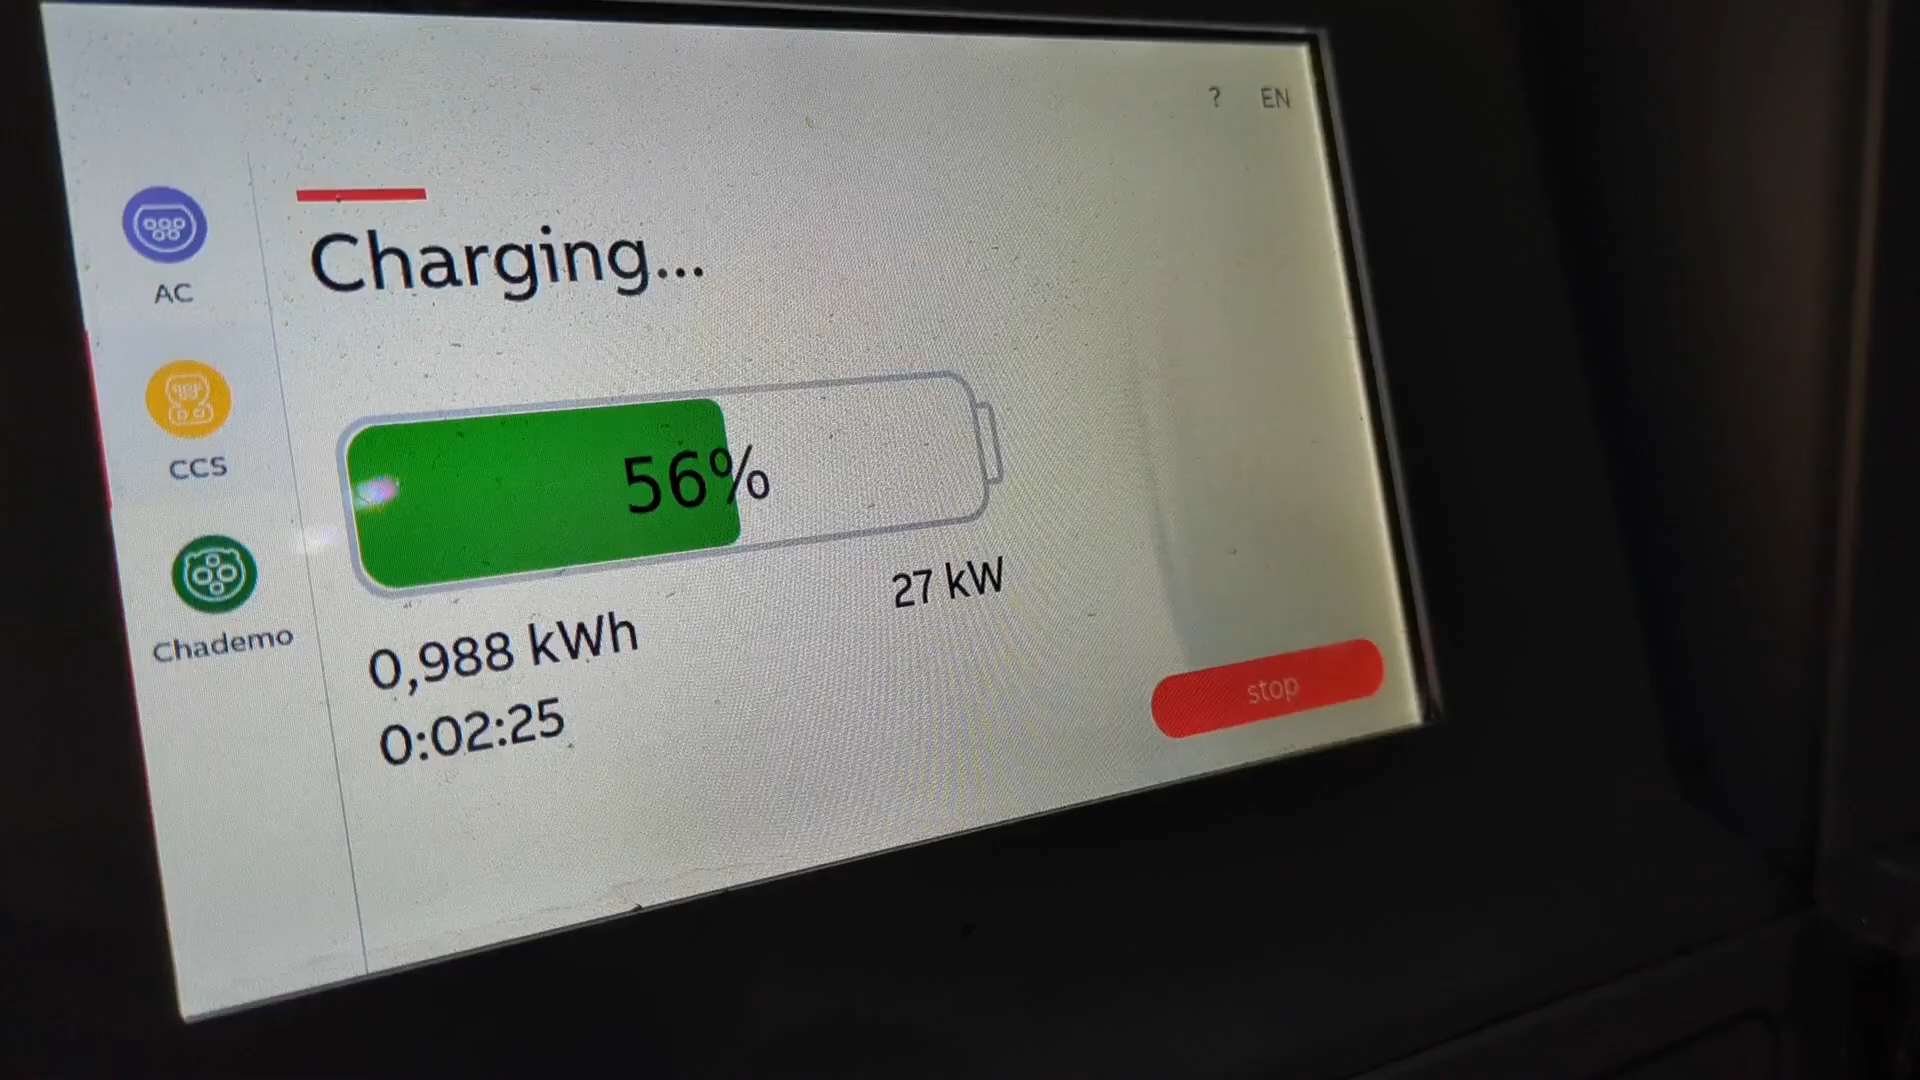 ? EN
AC
CCS
Chademo
Charging...
56%
27 kW
0,988 kWh
0:02:25
stop